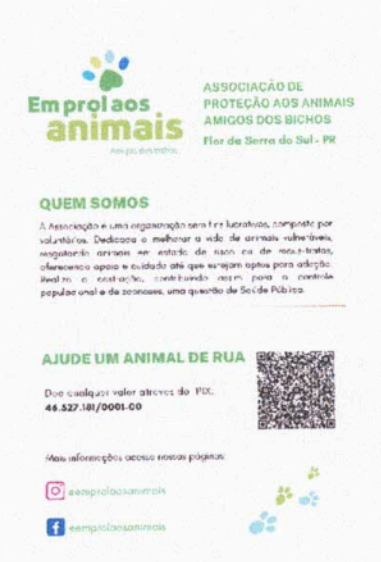 Em prol aos
animais
Amigos dos bichos
ASSOCIAÇÃO DE
PROTEÇÃO AOS ANIMAIS
AMIGOS DOS BICHOS
Flor da Serra do Sul - PR
QUEM SOMOS
A Associação é uma organização sem fins lucrativos, composta por
voluntários. Dedicada a melhorar a vida de animais vulneráveis,
resgatando animais em estado de risco ou de maus-tratos,
oferecendo apoio e cuidado até que estejam aptos para adoção.
Realiza a castração, contribuindo assim para o controle
populacional e de zoonoses, uma questão de Saúde Pública.
AJUDE UM ANIMAL DE RUA
Doe qualquer valor através do PIX:
46.527.181/0001-00
Mais informações acesse nossas páginas:
@emprolaosanimais
@emprolaosanimais